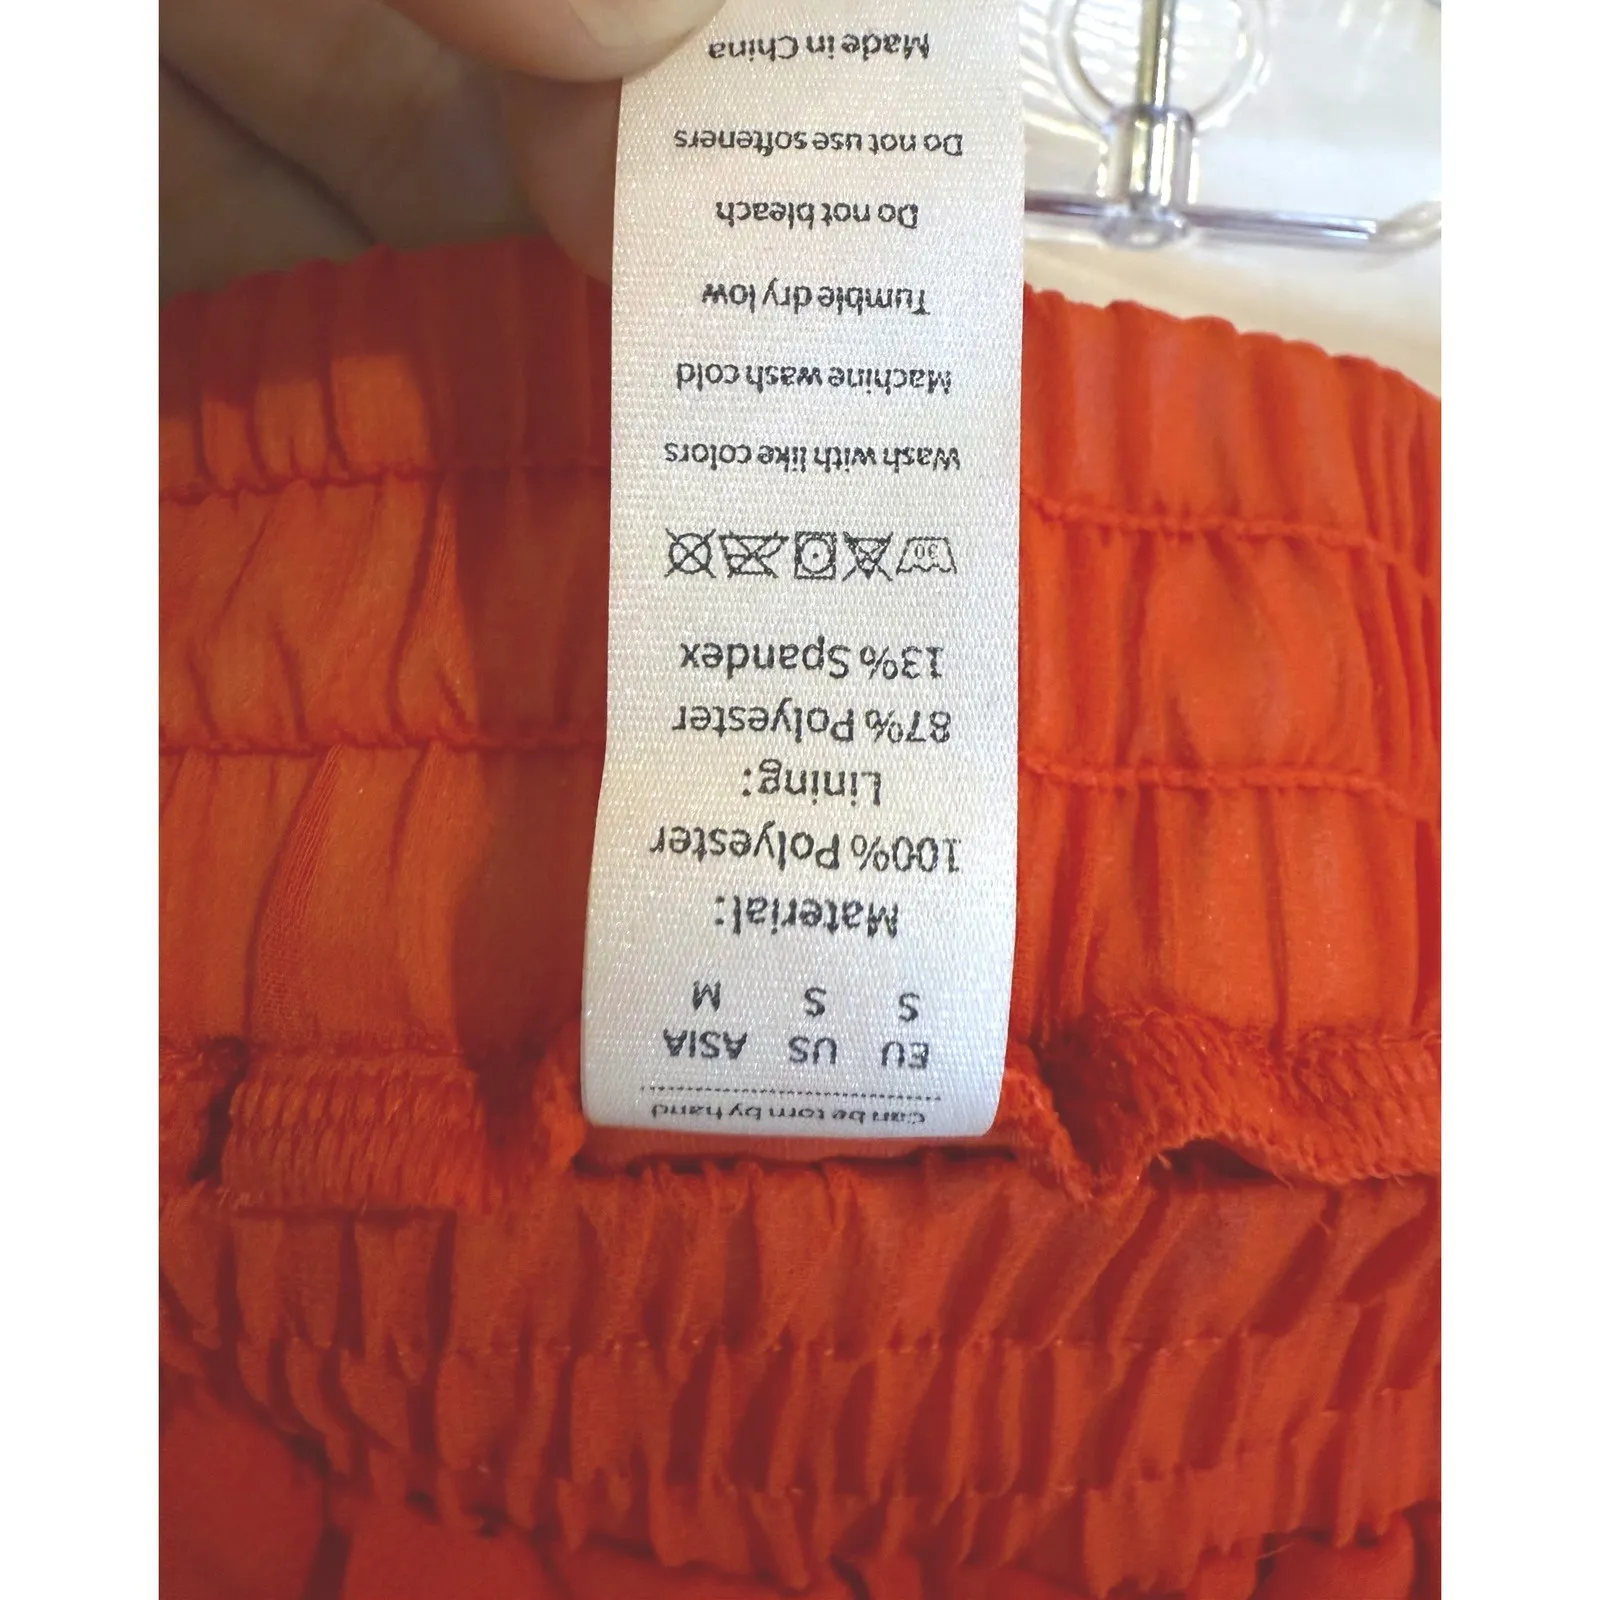 Can be torn by hand
EU US ASIA
S S M
Material:
100% Polyester
Lining:
87% Polyester
13% Spandex
30
Wash with like colors
Machine wash cold
Tumble dry low
Do not bleach
Do not use softeners
Made in China